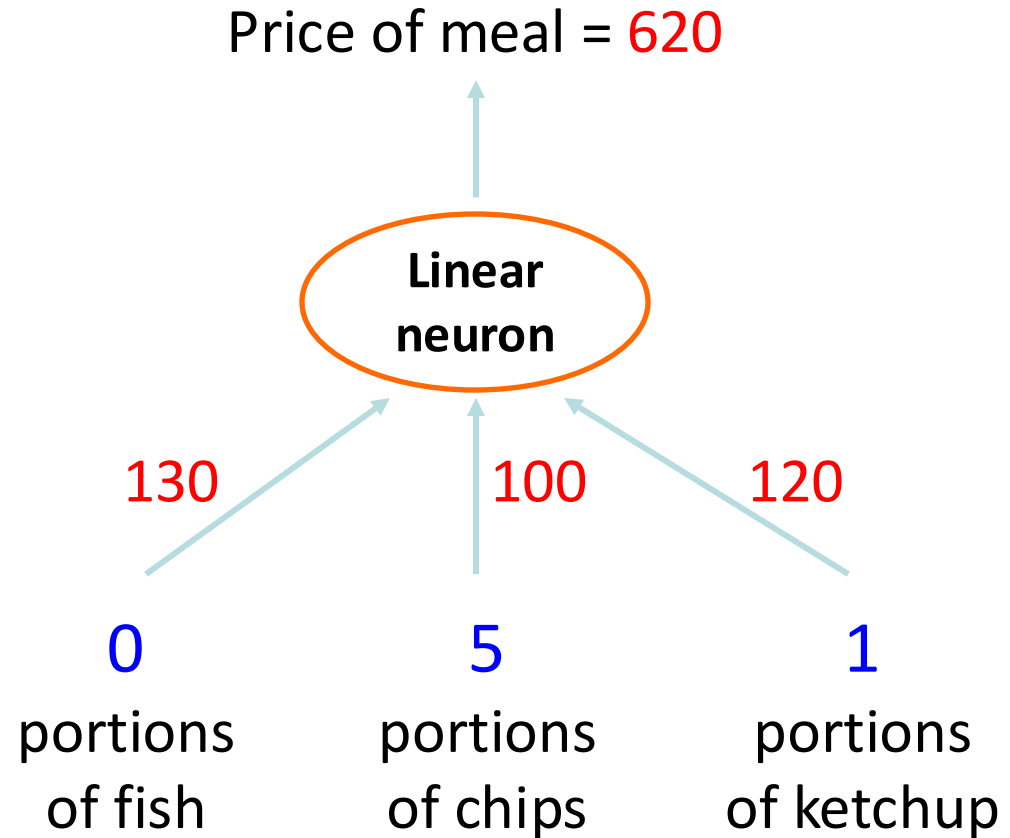 Price of meal = 620
Linear
neuron
130 100 120
0 5 1
portions portions portions
of fish of chips of ketchup